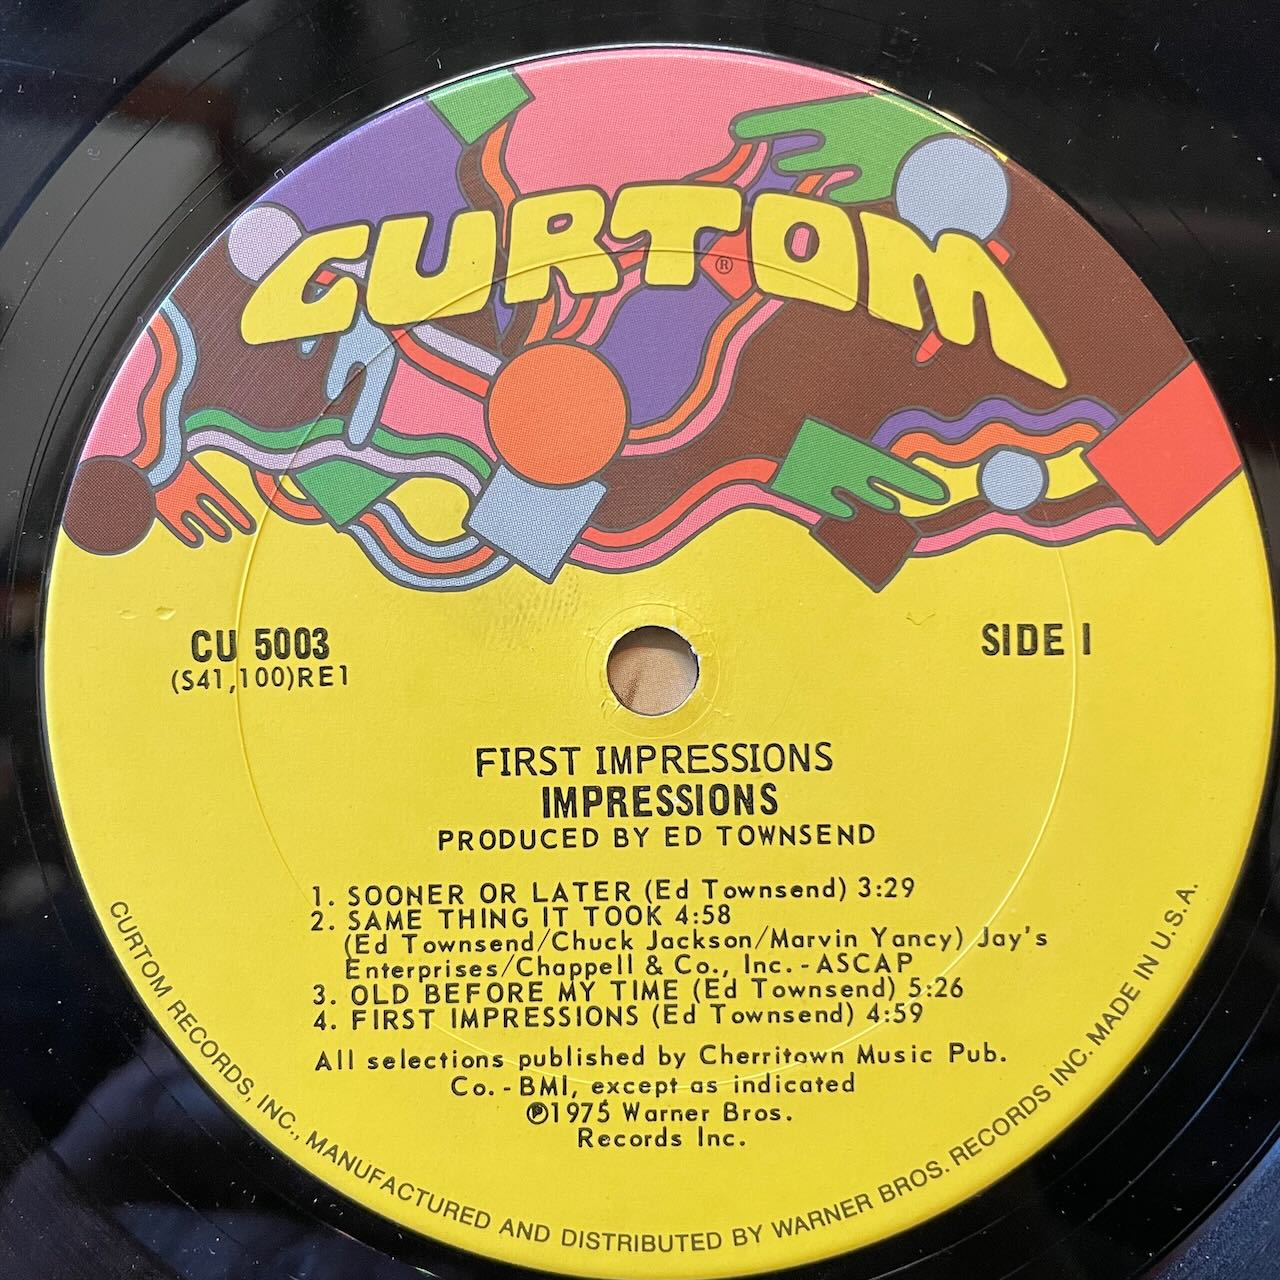 CURTOM
®
CU 5003
(S41,100)RE1
SIDE 1
FIRST IMPRESSIONS
IMPRESSIONS
PRODUCED BY ED TOWNSEND
1. SOONER OR LATER (Ed Townsend) 3:29
2. SAME THING IT TOOK 4:58
(Ed Townsend/Chuck Jackson/Marvin Yancy) Jay's
Enterprises/Chappell & Co., Inc. - ASCAP
3. OLD BEFORE MY TIME (Ed Townsend) 5:26
4. FIRST IMPRESSIONS (Ed Townsend) 4:59
All selections published by Cherritown Music Pub.
Co. - BMI, except as indicated
℗1975 Warner Bros.
Records Inc.
CURTOM RECORDS, INC., MANUFACTURED AND DISTRIBUTED BY WARNER BROS. RECORDS INC. MADE IN U.S.A.